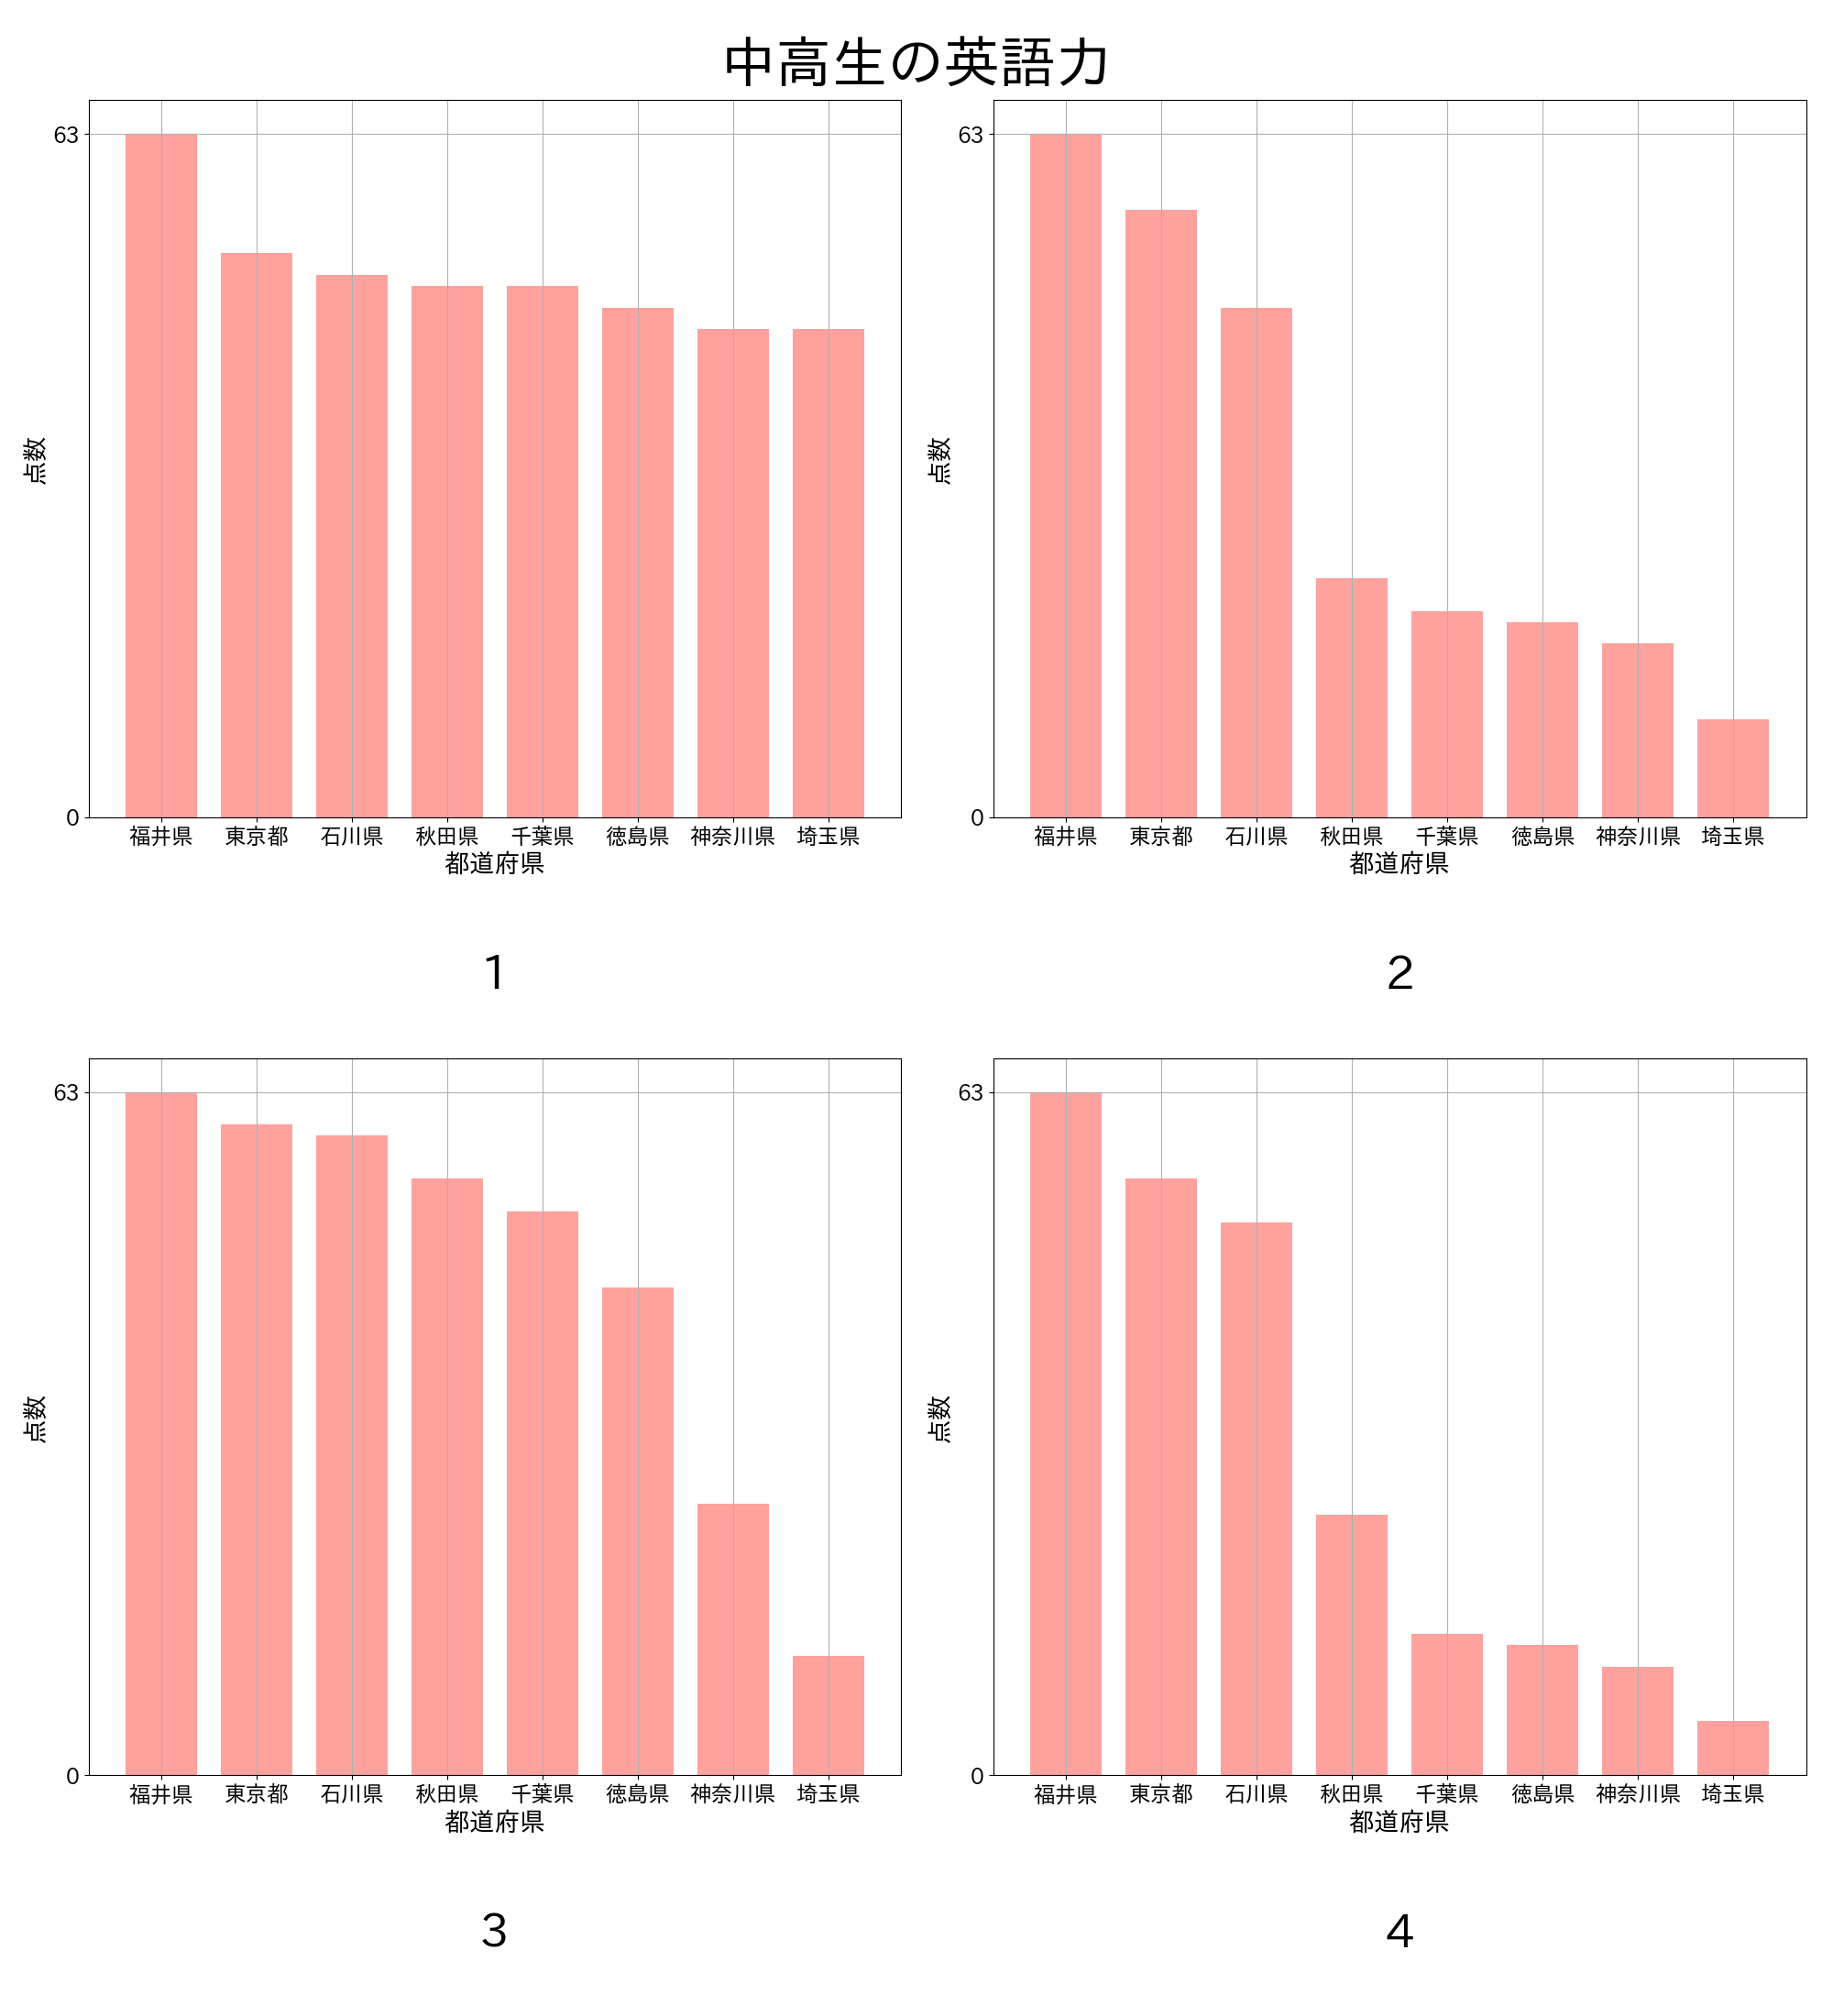 中高生の英語力
63
点数
0
福井県 東京都 石川県 秋田県 千葉県 徳島県 神奈川県 埼玉県
都道府県
1
63
点数
0
福井県 東京都 石川県 秋田県 千葉県 徳島県 神奈川県 埼玉県
都道府県
2
63
点数
0
福井県 東京都 石川県 秋田県 千葉県 徳島県 神奈川県 埼玉県
都道府県
3
63
点数
0
福井県 東京都 石川県 秋田県 千葉県 徳島県 神奈川県 埼玉県
都道府県
4